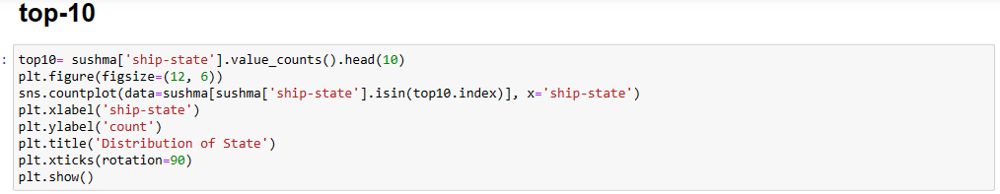 top-10
: top10= sushma['ship-state'].value_counts().head(10)
plt.figure(figsize=(12, 6))
sns.countplot(data=sushma[sushma['ship-state'].isin(top10.index)], x='ship-state')
plt.xlabel('ship-state')
plt.ylabel('count')
plt.title('Distribution of State')
plt.xticks(rotation=90)
plt.show()